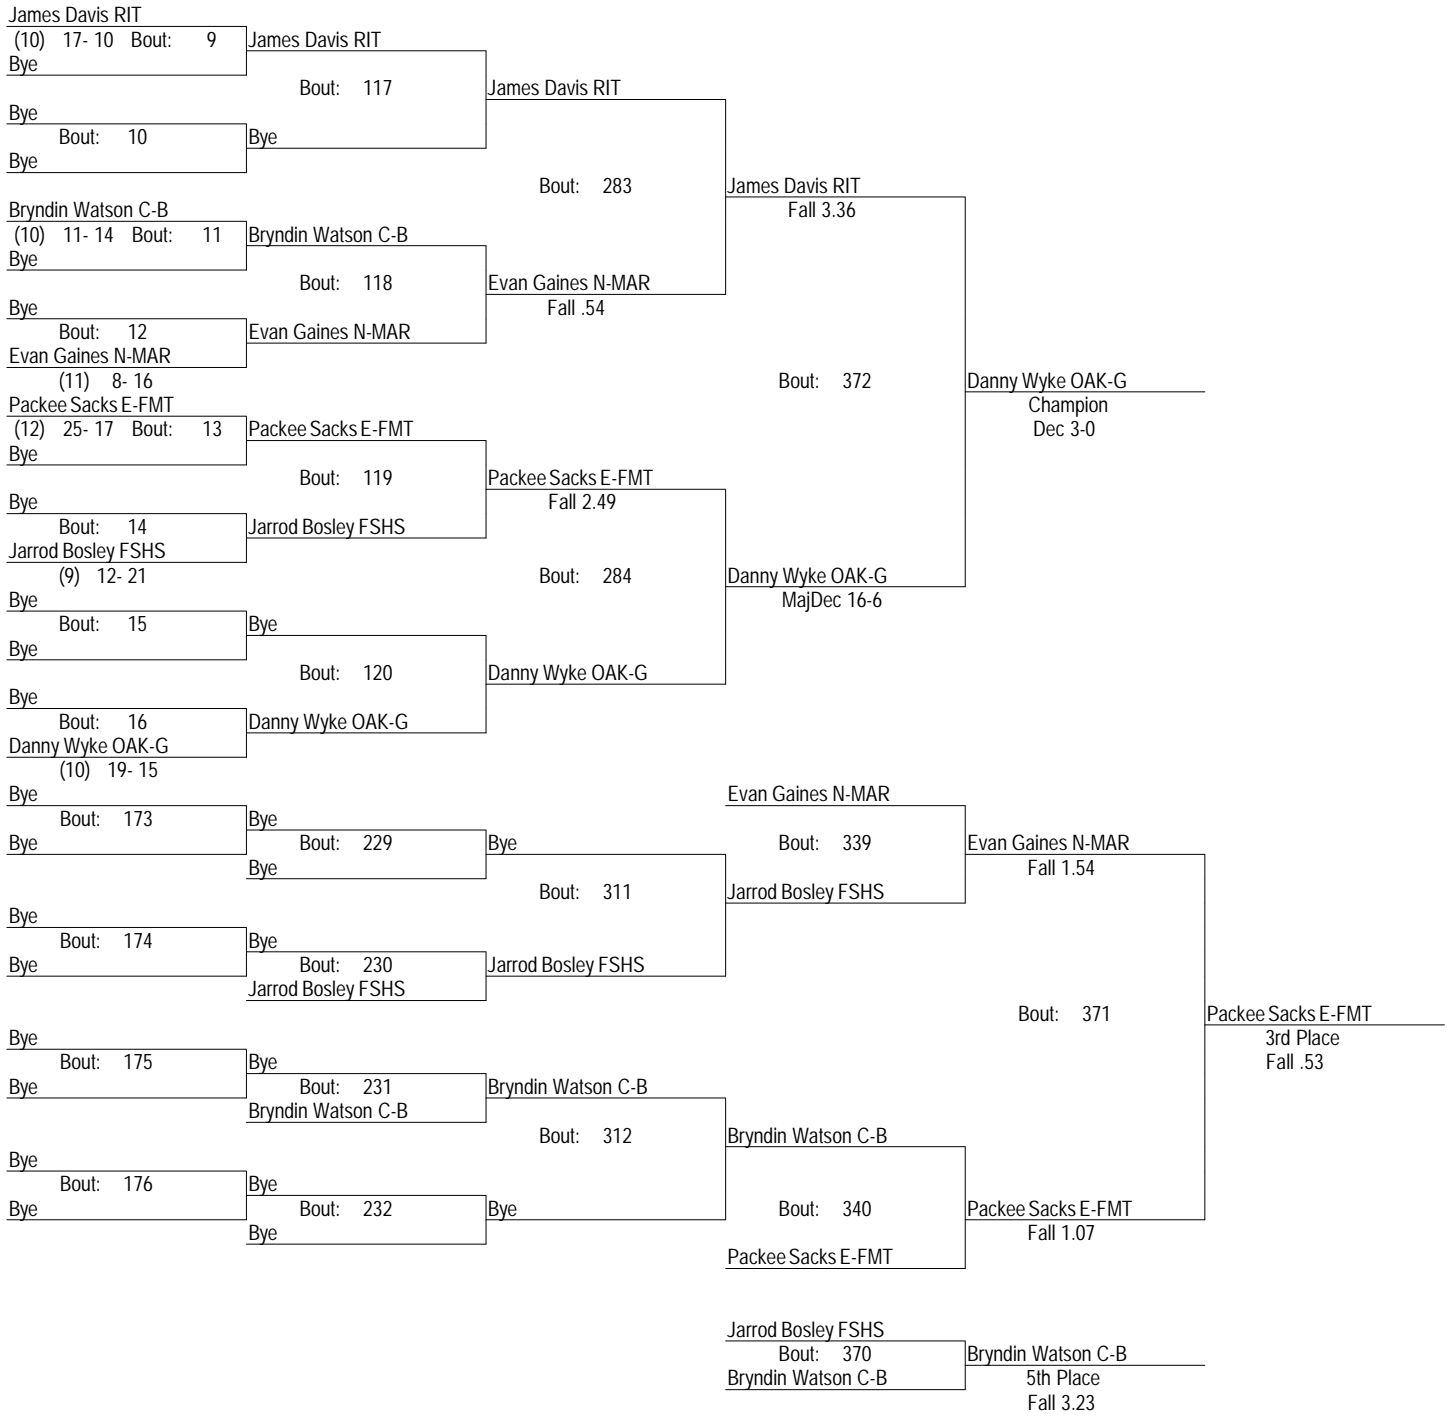 James Davis RIT
(10) 17- 10 Bout: 9 James Davis RIT
Bye
Bout: 117 James Davis RIT
Bye
Bout: 10 Bye
Bye
Bout: 283 James Davis RIT
Bryndin Watson C-B Fall 3.36
(10) 11- 14 Bout: 11 Bryndin Watson C-B
Bye
Bout: 118 Evan Gaines N-MAR
Bye Fall .54
Bout: 12 Evan Gaines N-MAR
Evan Gaines N-MAR
(11) 8- 16 Bout: 372 Danny Wyke OAK-G
Packee Sacks E-FMT Champion
(12) 25- 17 Bout: 13 Packee Sacks E-FMT Dec 3-0
Bye
Bout: 119 Packee Sacks E-FMT
Bye Fall 2.49
Bout: 14 Jarrod Bosley FSHS
Jarrod Bosley FSHS
(9) 12- 21 Bout: 284 Danny Wyke OAK-G
Bye MajDec 16-6
Bout: 15 Bye
Bye
Bout: 120 Danny Wyke OAK-G
Bye
Bout: 16 Danny Wyke OAK-G
Danny Wyke OAK-G
(10) 19- 15
Bye Evan Gaines N-MAR
Bout: 173 Bye
Bye Bout: 229 Bye Bout: 339 Evan Gaines N-MAR
Bye Fall 1.54
Bout: 311 Jarrod Bosley FSHS
Bye
Bout: 174 Bye
Bye Bout: 230 Jarrod Bosley FSHS
Jarrod Bosley FSHS
Bout: 371 Packee Sacks E-FMT
Bye 3rd Place
Bout: 175 Bye Fall .53
Bye Bout: 231 Bryndin Watson C-B
Bryndin Watson C-B
Bout: 312 Bryndin Watson C-B
Bye
Bout: 176 Bye
Bye Bout: 232 Bye Bout: 340 Packee Sacks E-FMT
Bye Fall 1.07
Packee Sacks E-FMT
Jarrod Bosley FSHS
Bout: 370 Bryndin Watson C-B
Bryndin Watson C-B 5th Place
Fall 3.23